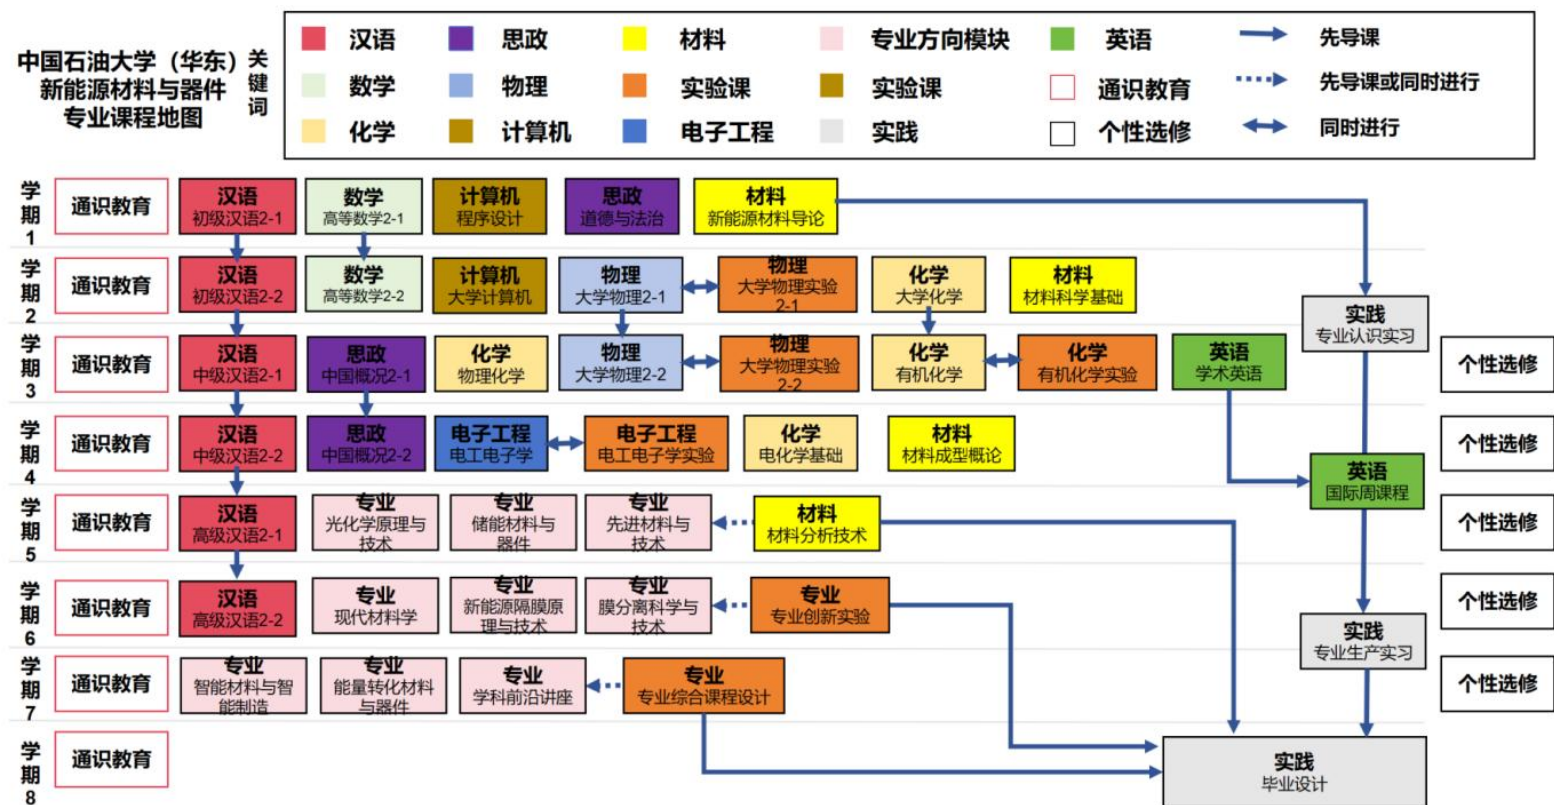 中国石油大学（华东）
新能源材料与器件
专业课程地图
关键词
汉语
思政
材料
专业方向模块
英语
先导课
数学
物理
实验课
实验课
通识教育
先导课或同时进行
化学
计算机
电子工程
实践
个性选修
同时进行
学期1
通识教育
汉语
初级汉语2-1
数学
高等数学2-1
计算机
程序设计
思政
道德与法治
材料
新能源材料导论
学期2
通识教育
汉语
初级汉语2-2
数学
高等数学2-2
计算机
大学计算机
物理
大学物理2-1
物理
大学物理实验
2-1
化学
大学化学
材料
材料科学基础
实践
专业认识实习
学期3
通识教育
汉语
中级汉语2-1
思政
中国概况2-1
化学
物理化学
物理
大学物理2-2
物理
大学物理实验
2-2
化学
有机化学
化学
有机化学实验
英语
学术英语
个性选修
学期4
通识教育
汉语
中级汉语2-2
思政
中国概况2-2
电子工程
电工电子学
电子工程
电工电子学实验
化学
电化学基础
材料
材料成型概论
英语
国际周课程
个性选修
学期5
通识教育
汉语
高级汉语2-1
专业
光化学原理与
技术
专业
储能材料与
器件
专业
先进材料与
技术
材料
材料分析技术
个性选修
学期6
通识教育
汉语
高级汉语2-2
专业
现代材料学
专业
新能源隔膜原
理与技术
专业
膜分离科学与
技术
专业
专业创新实验
实践
专业生产实习
个性选修
学期7
通识教育
专业
智能材料与智
能制造
专业
能量转化材料
与器件
专业
学科前沿讲座
专业
专业综合课程设计
个性选修
学期8
通识教育
实践
毕业设计